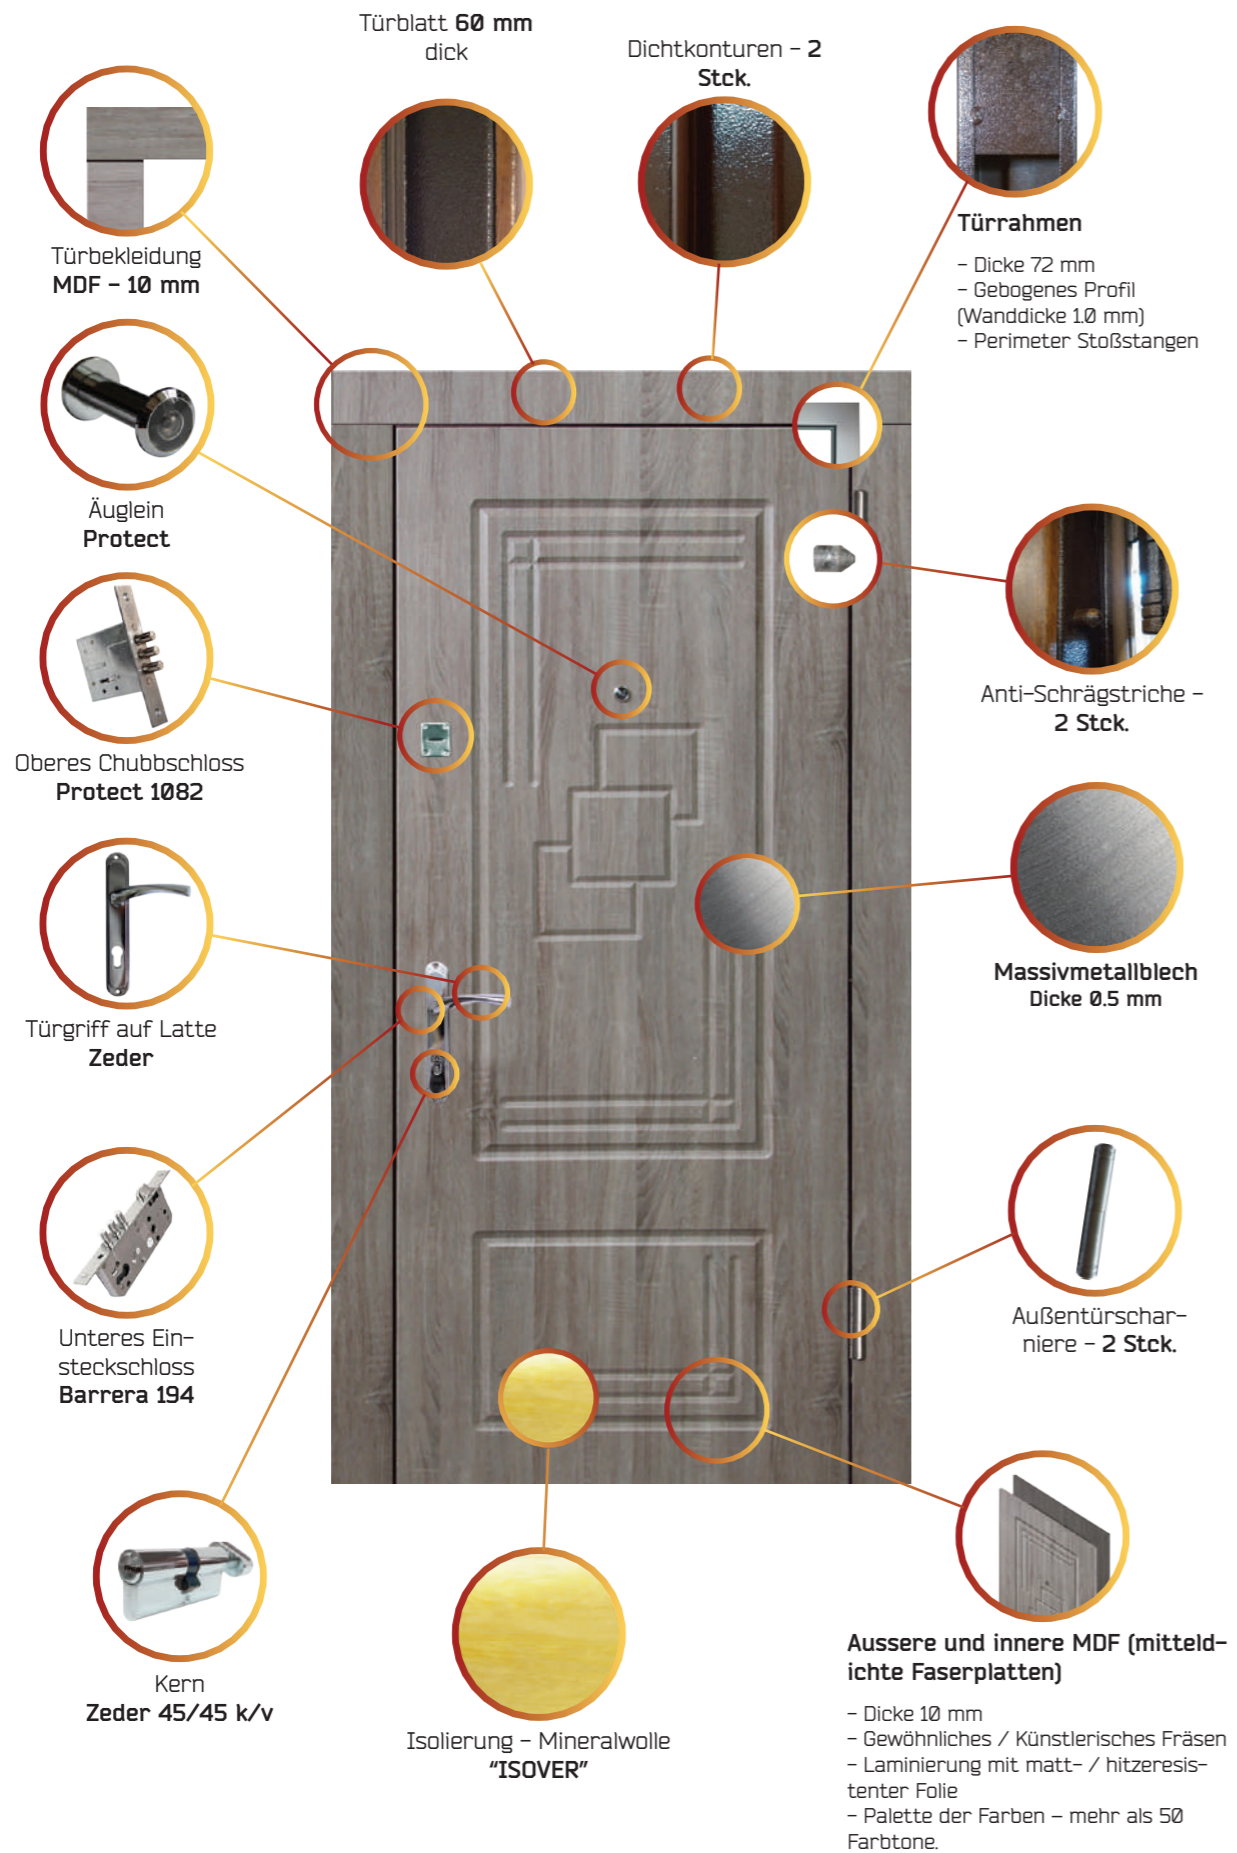 Türblatt 60 mm
dick
Dichtkonturen - 2
Stck.
Türbekleidung
MDF - 10 mm
Türrahmen
- Dicke 72 mm
- Gebogenes Profil
(Wanddicke 1.0 mm)
- Perimeter Stoßstangen
Äuglein
Protect
Anti-Schrägstriche -
2 Stck.
Oberes Chubbschloss
Protect 1082
Massivmetallblech
Dicke 0.5 mm
Türgriff auf Latte
Zeder
Unteres Ein-
steckschloss
Barrera 194
Außentürschar-
niere - 2 Stck.
Kern
Zeder 45/45 k/v
Isolierung - Mineralwolle
“ISOVER”
Aussere und innere MDF (mitteld-
ichte Faserplatten)
- Dicke 10 mm
- Gewöhnliches / Künstlerisches Fräsen
- Laminierung mit matt- / hitzeresis-
tenter Folie
- Palette der Farben – mehr als 50
Farbtone.